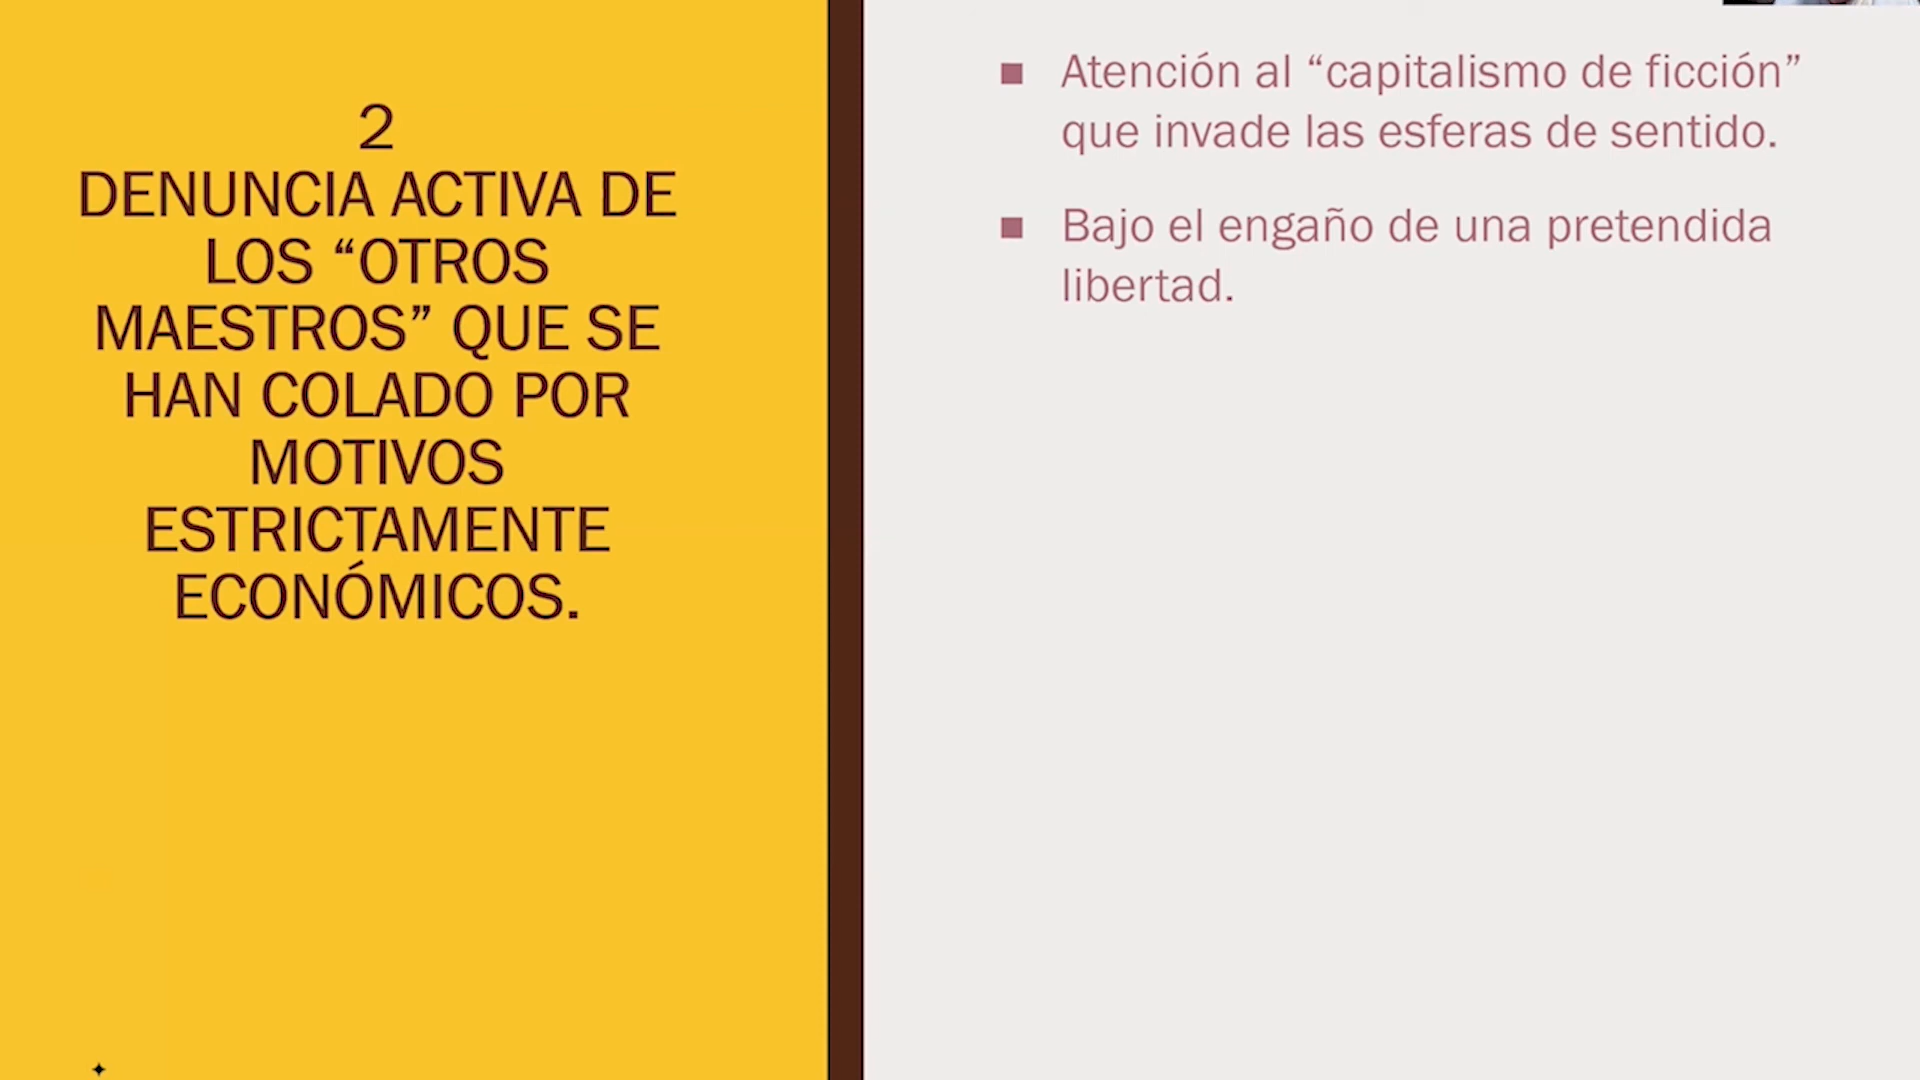 2
DENUNCIA ACTIVA DE
LOS “OTROS
MAESTROS” QUE SE
HAN COLADO POR
MOTIVOS
ESTRICTAMENTE
ECONÓMICOS.
Atención al “capitalismo de ficción”
que invade las esferas de sentido.
Bajo el engaño de una pretendida
libertad.